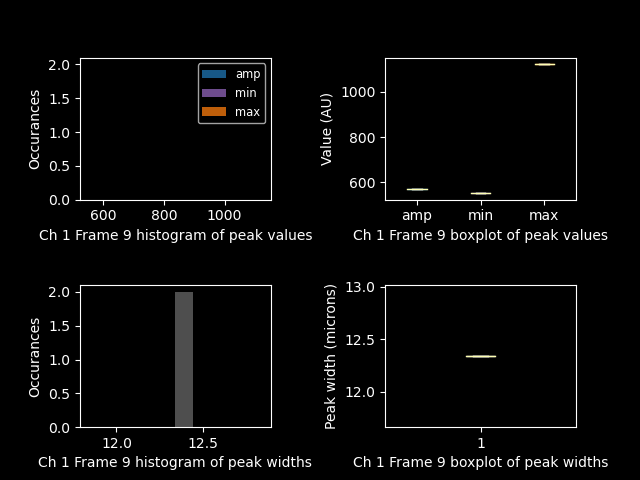 2.0
1.5
1.0
0.5
0.0
Occurances
amp
min
max
600
800
1000
Ch 1 Frame 9 histogram of peak values
1000
800
600
Value (AU)
amp
min
max
Ch 1 Frame 9 boxplot of peak values
2.0
1.5
1.0
0.5
0.0
Occurances
12.0
12.5
Ch 1 Frame 9 histogram of peak widths
13.0
12.5
12.0
Peak width (microns)
1
Ch 1 Frame 9 boxplot of peak widths